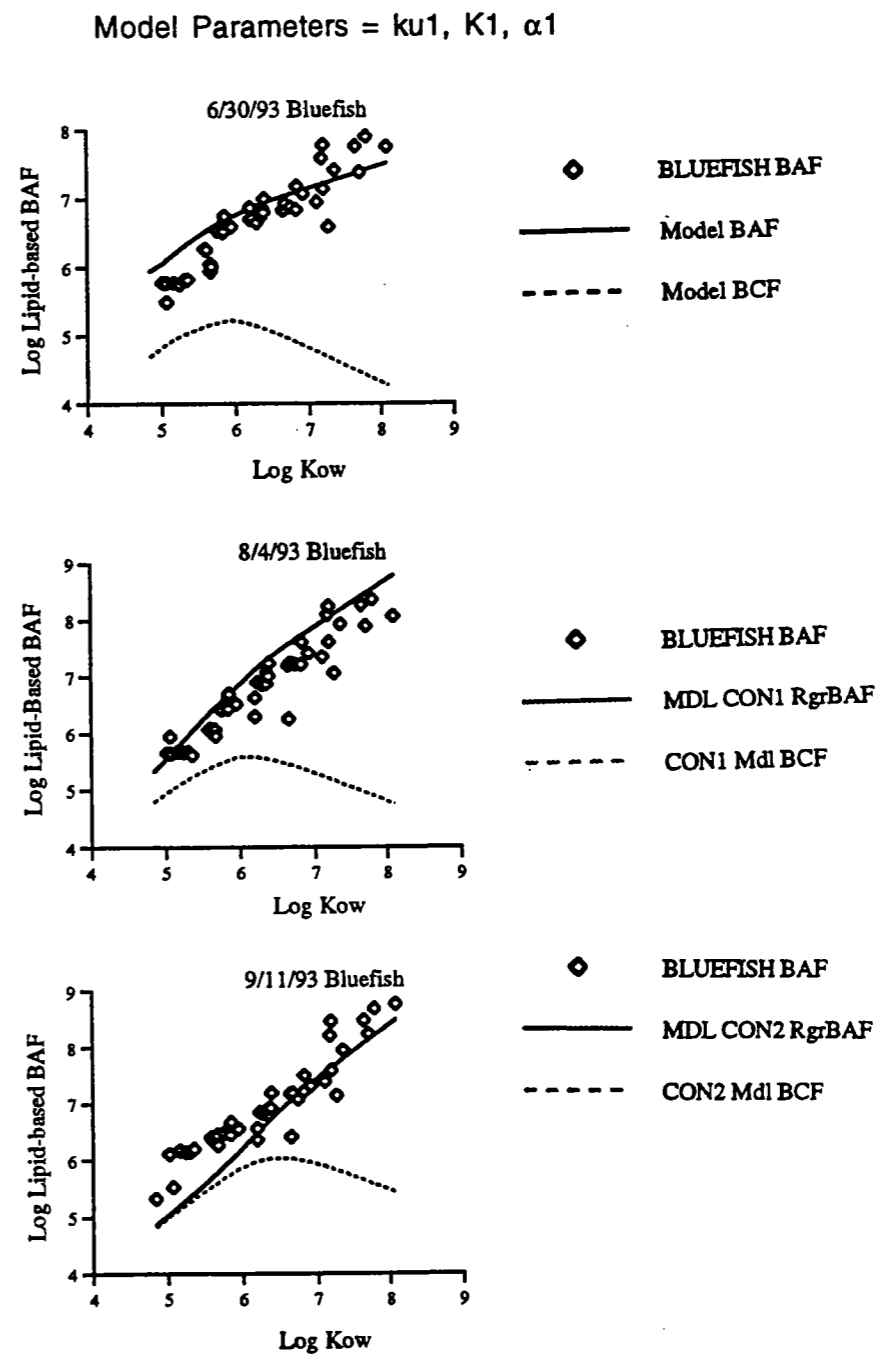 Model Parameters = ku1, K1, α1
6/30/93 Bluefish
Log Lipid-based BAF
8
7
6
5
4
4 5 6 7 8 9
Log Kow
BLUEFISH BAF
Model BAF
Model BCF
8/4/93 Bluefish
Log Lipid-Based BAF
9
8
7
6
5
4
4 5 6 7 8 9
Log Kow
BLUEFISH BAF
MDL CON1 RgrBAF
CON1 Mdl BCF
9/11/93 Bluefish
Log Lipid-based BAF
9
8
7
6
5
4
4 5 6 7 8 9
Log Kow
BLUEFISH BAF
MDL CON2 RgrBAF
CON2 Mdl BCF